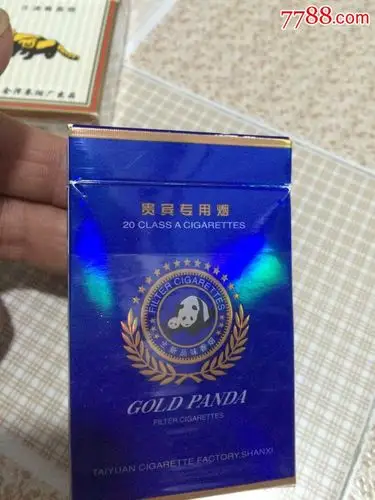 7788.com
贵宾专用烟
20 CLASS A CIGARETTES
FILTER CIGARETTES
GOLD PANDA
FILTER CIGARETTES
TAIYUAN CIGARETTE FACTORY.SHANXI